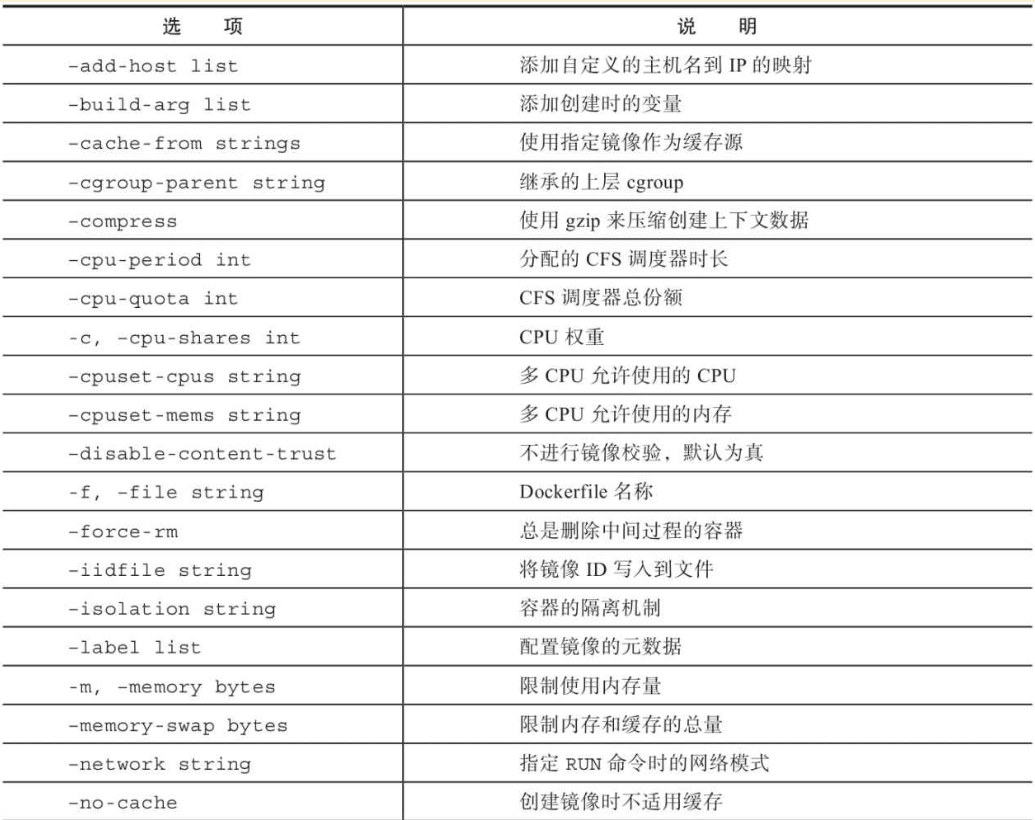 选 项 说 明
–add-host list 添加自定义的主机名到 IP 的映射
–build-arg list 添加创建时的变量
–cache-from strings 使用指定镜像作为缓存源
–cgroup-parent string 继承的上层 cgroup
–compress 使用 gzip 来压缩创建上下文数据
–cpu-period int 分配的 CFS 调度器时长
–cpu-quota int CFS 调度器总份额
-c, –cpu-shares int CPU 权重
–cpuset-cpus string 多 CPU 允许使用的 CPU
–cpuset-mems string 多 CPU 允许使用的内存
–disable-content-trust 不进行镜像校验，默认为真
-f, –file string Dockerfile 名称
–force-rm 总是删除中间过程的容器
–iidfile string 将镜像 ID 写入到文件
–isolation string 容器的隔离机制
–label list 配置镜像的元数据
-m, –memory bytes 限制使用内存量
–memory-swap bytes 限制内存和缓存的总量
–network string 指定 RUN 命令时的网络模式
–no-cache 创建镜像时不适用缓存